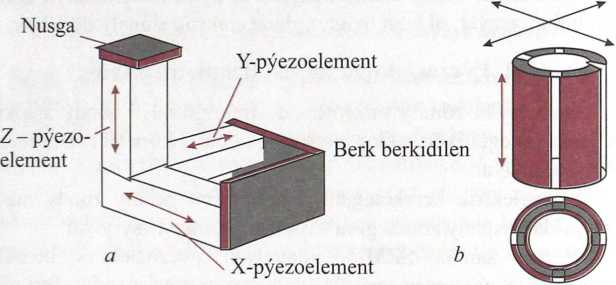 Nusga
Y-pýezoelement
Z – pýezo-
element
Berk berkidilen
X-pýezoelement
a
b